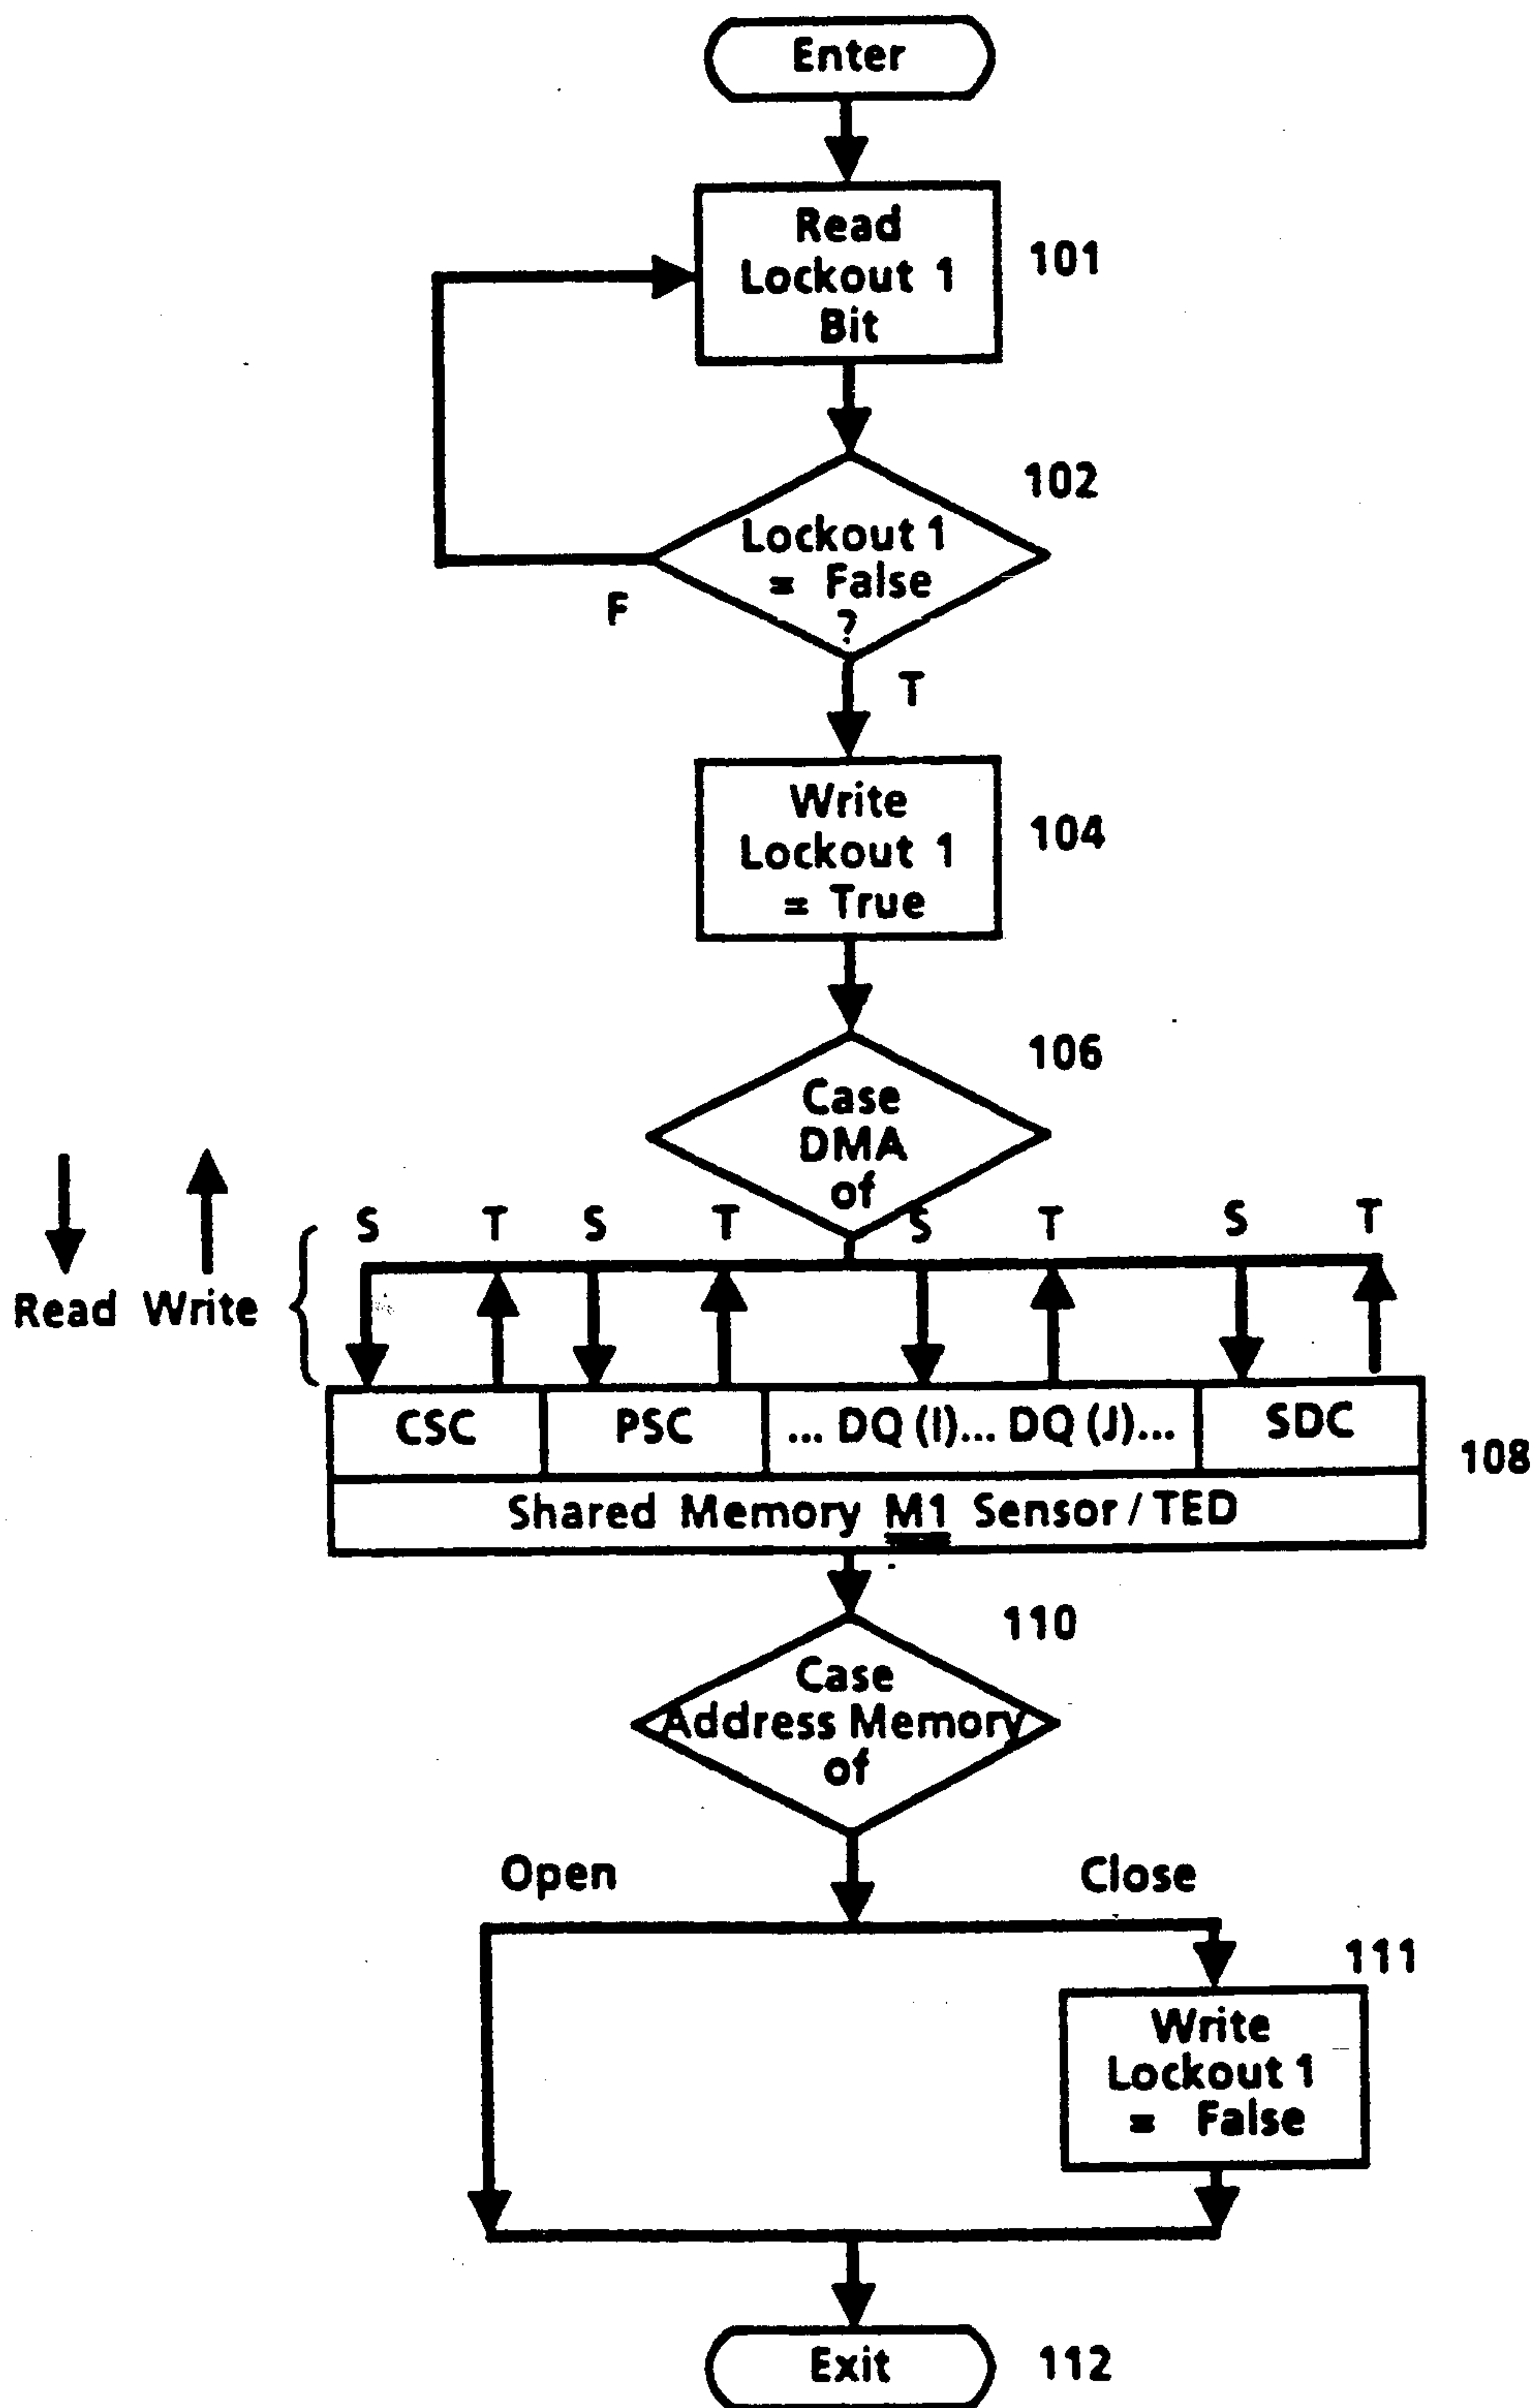 Enter
Read
Lockout 1
Bit
101
102
Lockout 1
= False
?
F
T
Write
Lockout 1
= True
104
106
Case
DMA
of
S T S T S T S T
Read Write
CSC PSC ... DQ (I)... DQ (J)... SDC
108
Shared Memory M1 Sensor / TED
110
Case
Address Memory
of
Open Close
111
Write
Lockout 1
= False
Exit 112